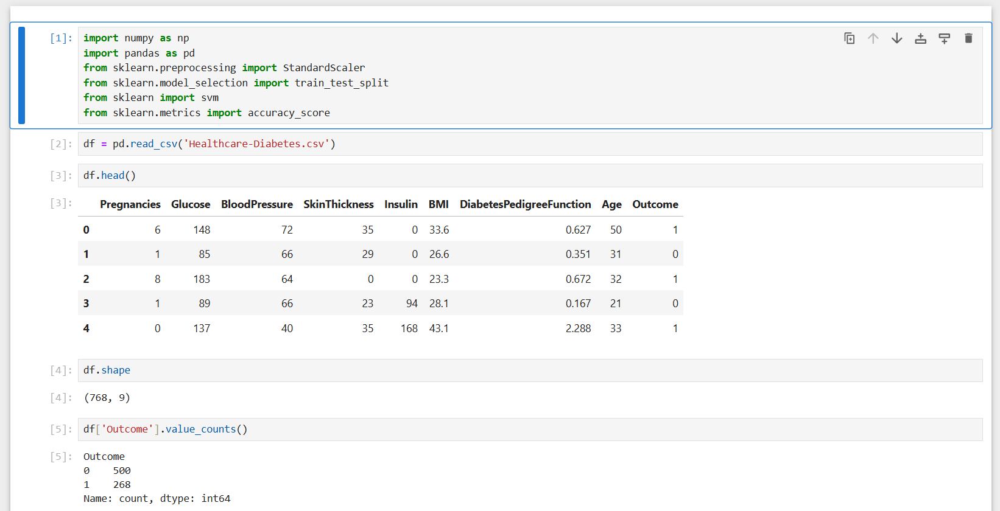 [1]: import numpy as np
import pandas as pd
from sklearn.preprocessing import StandardScaler
from sklearn.model_selection import train_test_split
from sklearn import svm
from sklearn.metrics import accuracy_score
[2]: df = pd.read_csv('Healthcare-Diabetes.csv')
[3]: df.head()
[3]: Pregnancies Glucose BloodPressure SkinThickness Insulin BMI DiabetesPedigreeFunction Age Outcome
0 6 148 72 35 0 33.6 0.627 50 1
1 1 85 66 29 0 26.6 0.351 31 0
2 8 183 64 0 0 23.3 0.672 32 1
3 1 89 66 23 94 28.1 0.167 21 0
4 0 137 40 35 168 43.1 2.288 33 1
[4]: df.shape
[4]: (768, 9)
[5]: df['Outcome'].value_counts()
[5]: Outcome
0 500
1 268
Name: count, dtype: int64